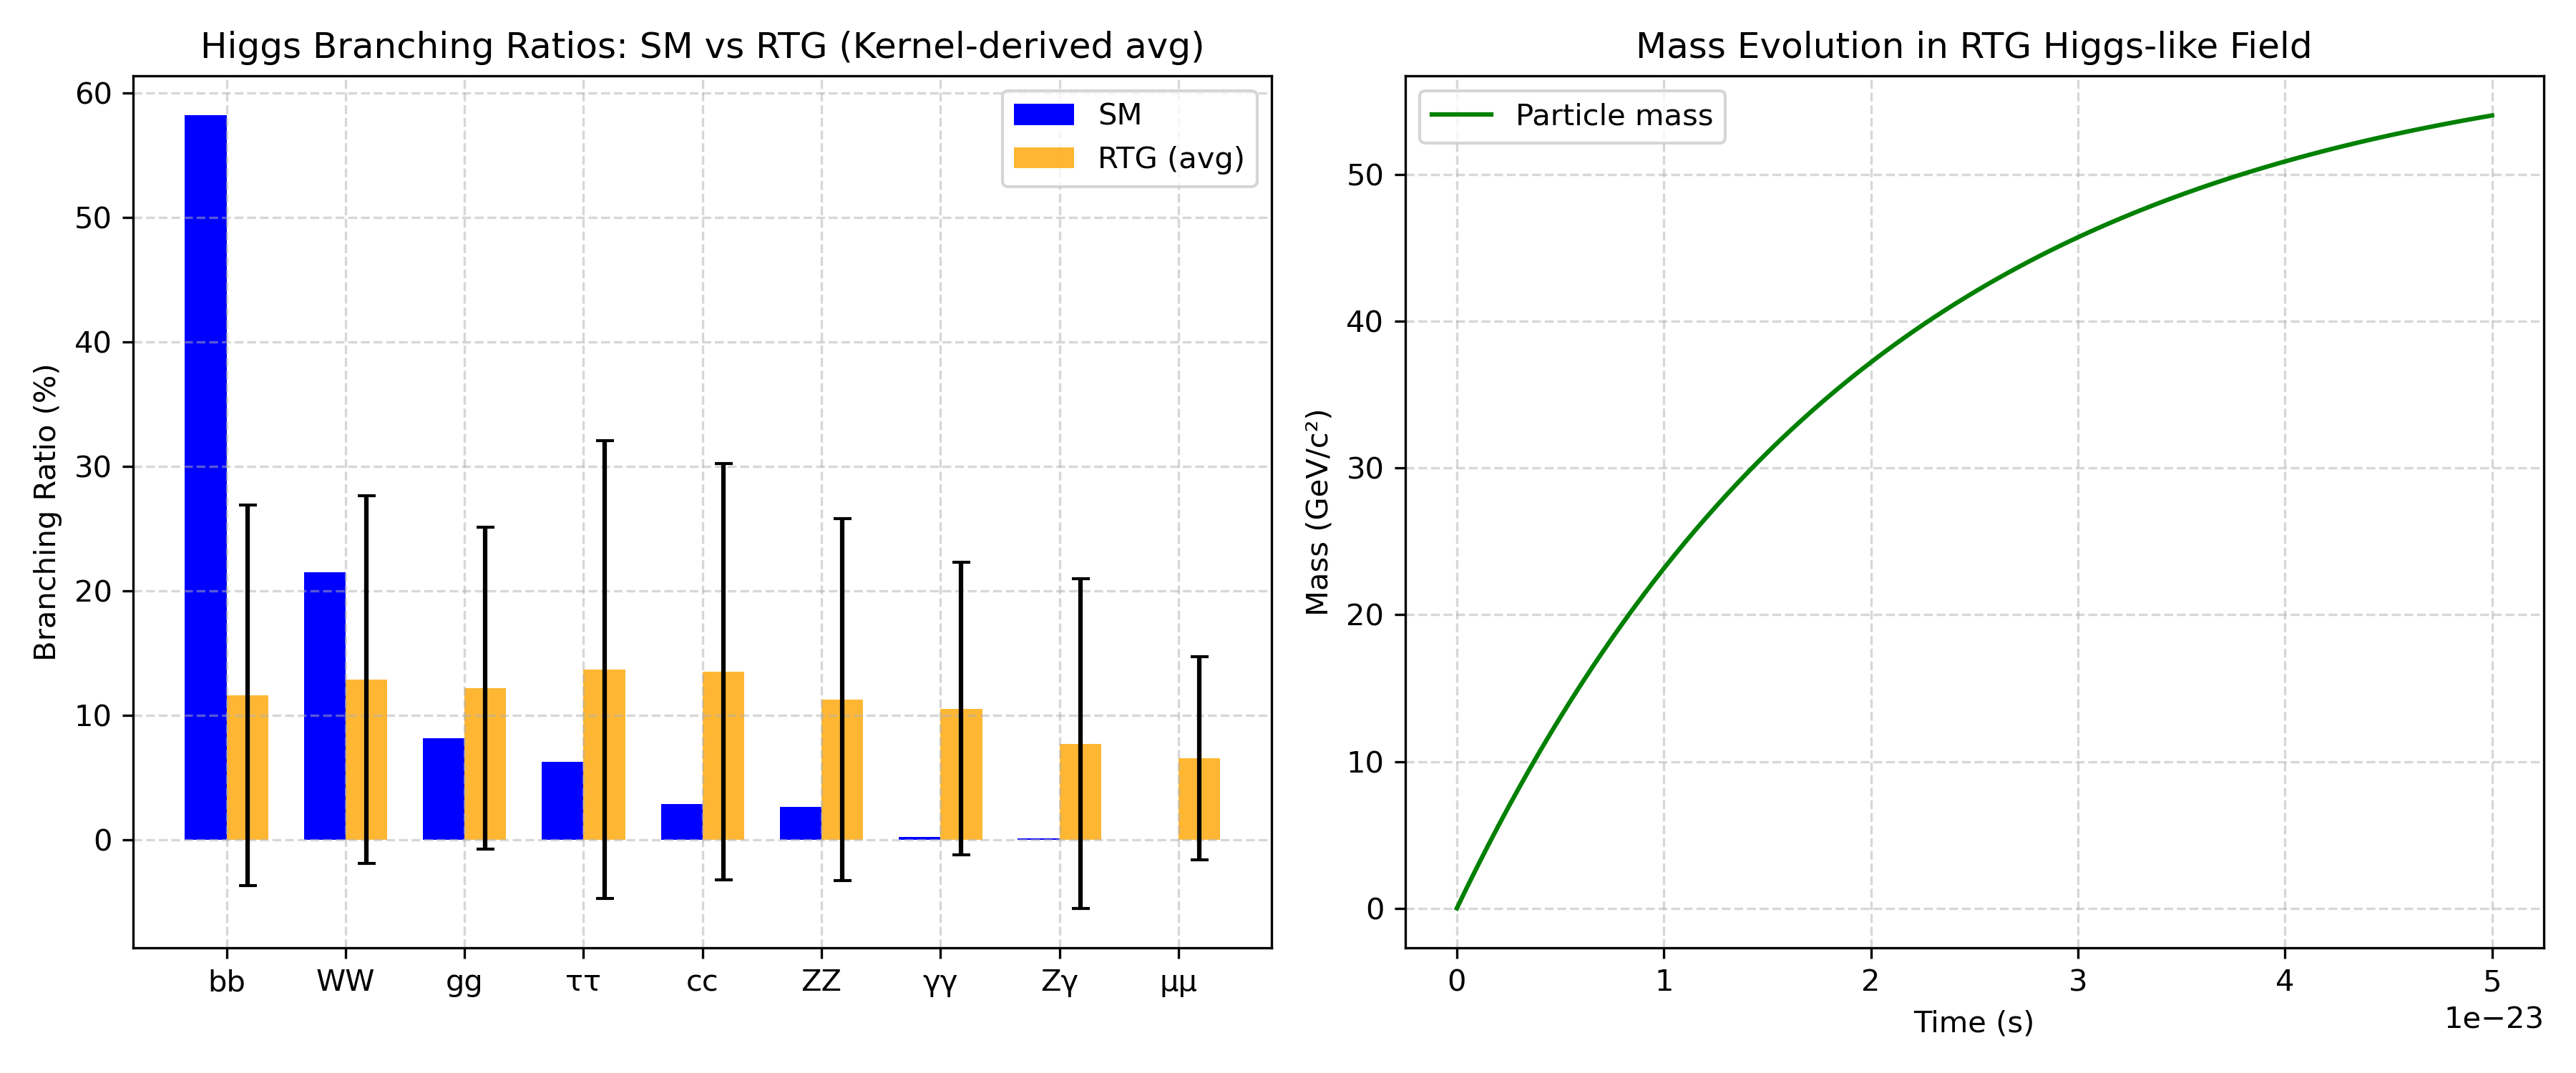 Higgs Branching Ratios: SM vs RTG (Kernel-derived avg)
SM
RTG (avg)
Branching Ratio (%)
60
50
40
30
20
10
0
bb WW gg ττ cc ZZ γγ Zγ μμ
Mass Evolution in RTG Higgs-like Field
Particle mass
Mass (GeV/c²)
50
40
30
20
10
0
0 1 2 3 4 5
1e−23
Time (s)